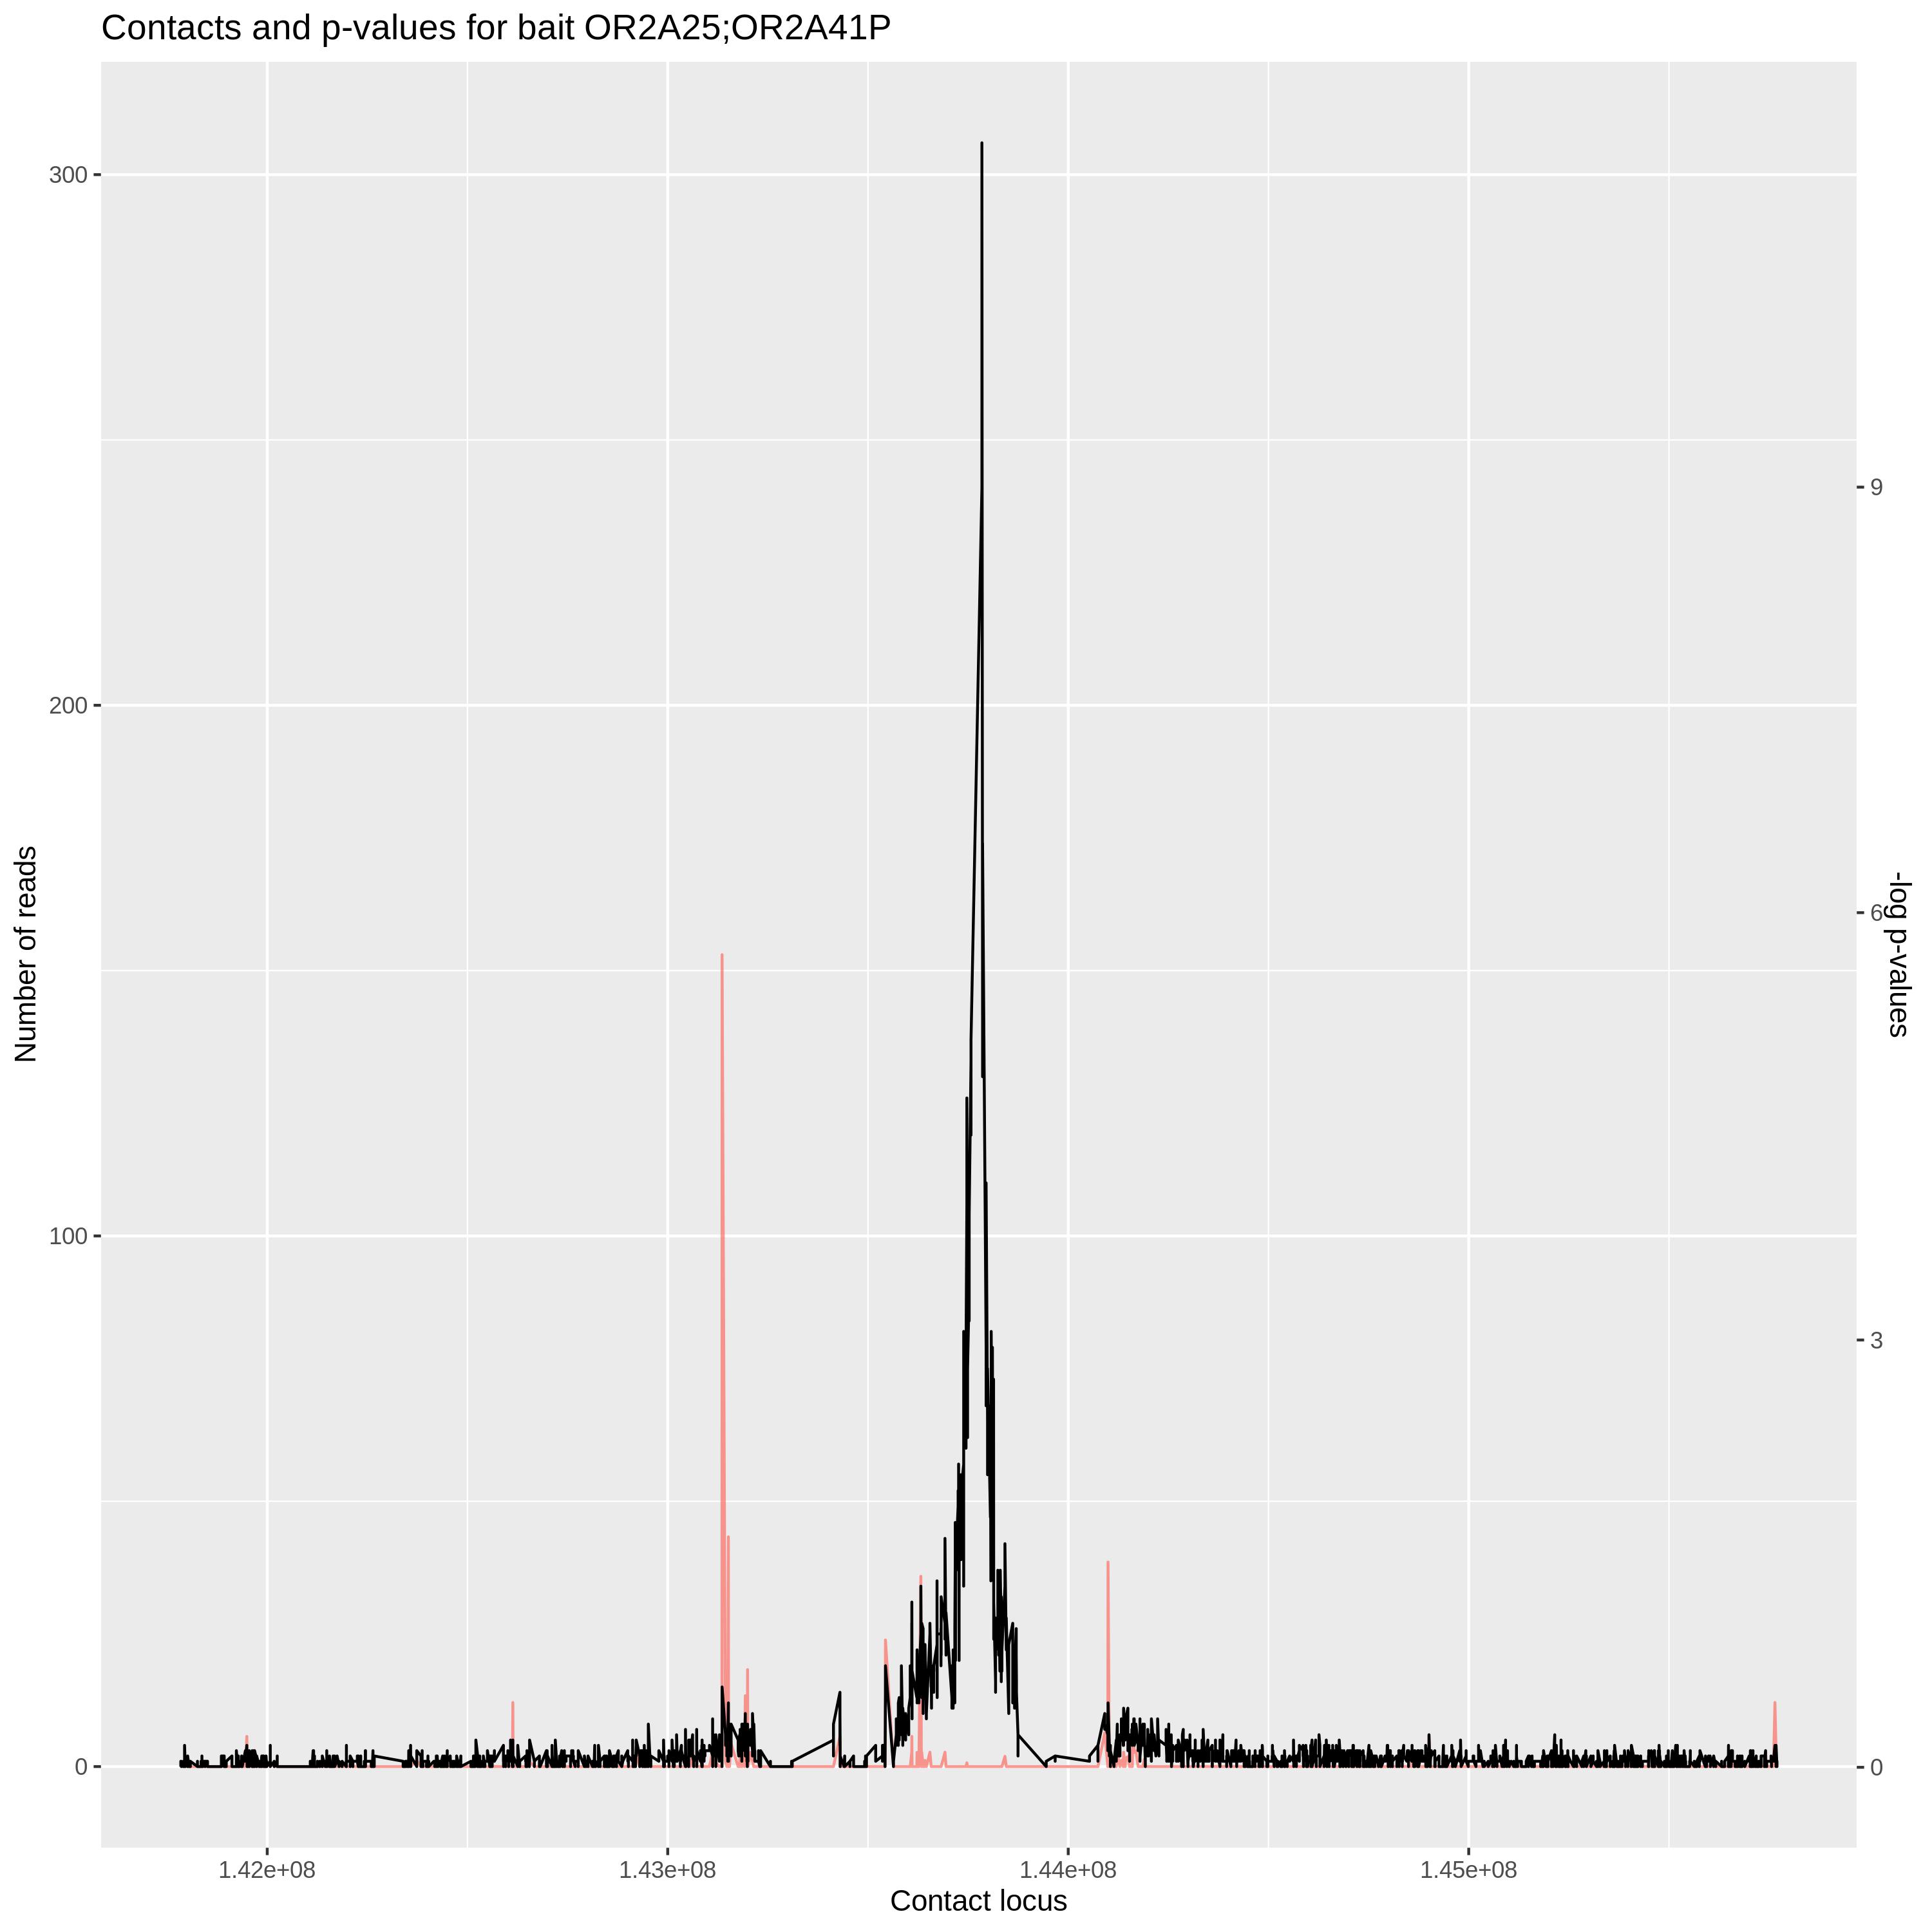 Contacts and p-values for bait OR2A25;OR2A41P
300
200
100
0
Number of reads
9
6
3
0
-log p-values
1.42e+08
1.43e+08
1.44e+08
1.45e+08
Contact locus